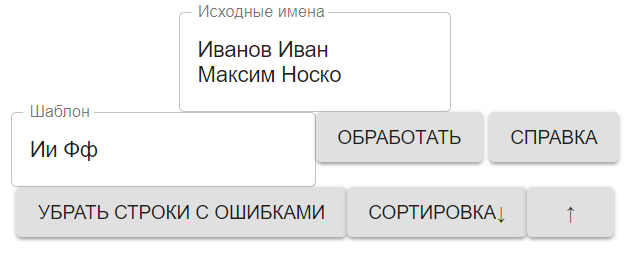 Исходные имена
Иванов Иван
Максим Носко
Шаблон
Ии Фф
ОБРАБОТАТЬ СПРАВКА
УБРАТЬ СТРОКИ С ОШИБКАМИ СОРТИРОВКА↓ ↑